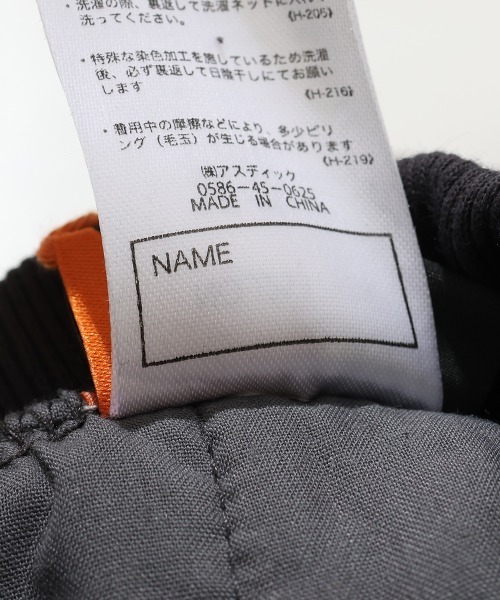 ・洗濯の際、裏返して洗濯ネットに入れて
洗ってください。
《H-205》
・特殊な染色加工を施しているため洗濯
後、必ず裏返して日陰干しにてお願い
します
《H-216》
・着用中の摩擦などにより、多少ピリ
ング（毛玉）が生じる場合があります
《H-219》
㈱アスティック
0586-45-0625
MADE IN CHINA
NAME